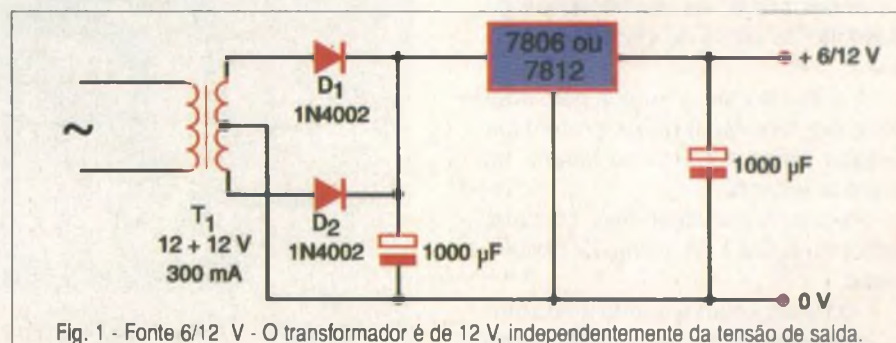 7806 ou
7812
+ 6/12 V
D1
1N4002
1000 µF
T1
12 + 12 V
300 mA
D2
1N4002
1000 µF
0 V
Fig. 1 - Fonte 6/12 V - O transformador é de 12 V, independentemente da tensão de saída.